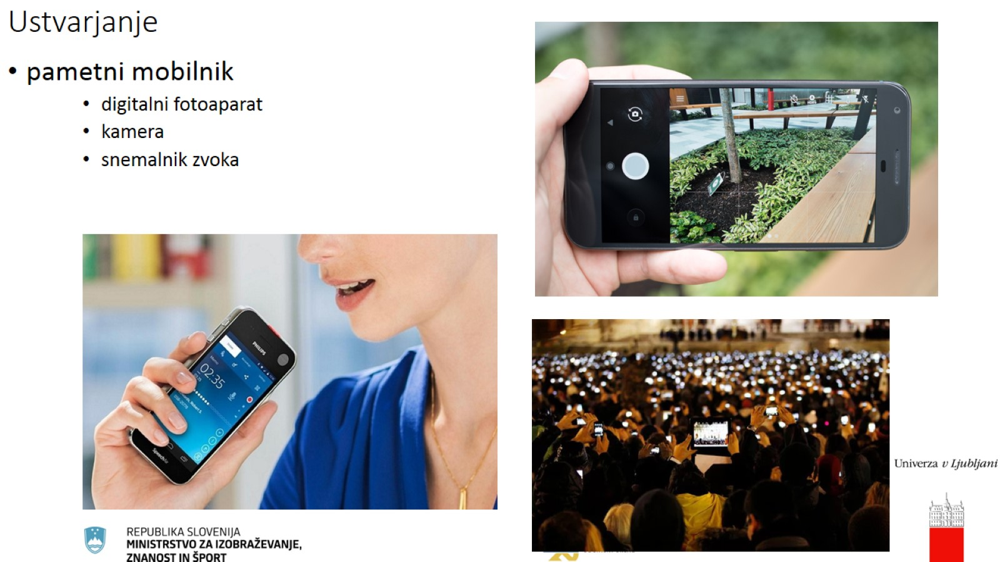 Ustvarjanje
• pametni mobilnik
• digitalni fotoaparat
• kamera
• snemalnik zvoka
PHILIPS
02:35
Univerza v Ljubljani
REPUBLIKA SLOVENIJA
MINISTRSTVO ZA IZOBRAŽEVANJE,
ZNANOST IN ŠPORT